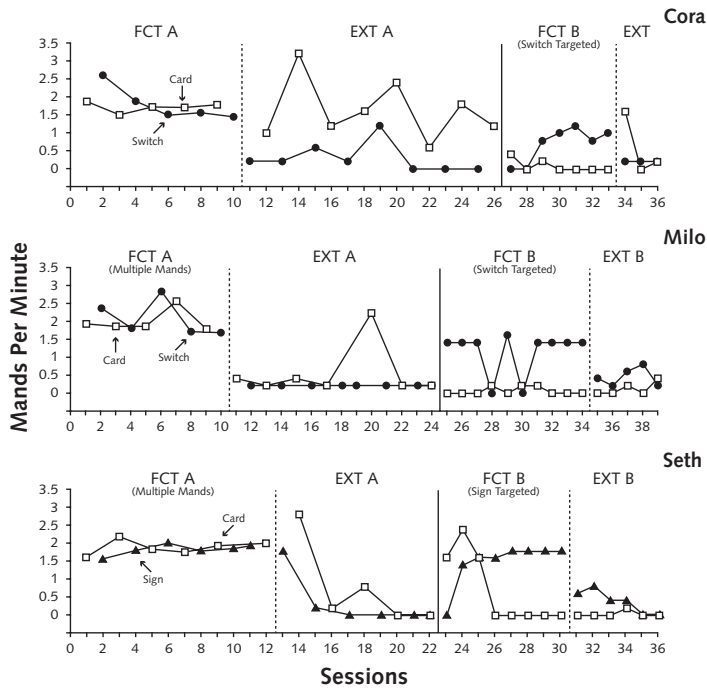 Cora
FCT A
EXT A
FCT B
(Switch Targeted)
EXT
3.5
3
2.5
2
1.5
1
0.5
0
Card
Switch
0 2 4 6 8 10 12 14 16 18 20 22 24 26 28 30 32 34 36
Milo
FCT A
(Multiple Mands)
EXT A
FCT B
(Switch Targeted)
EXT B
3.5
3
2.5
2
1.5
1
0.5
0
Card
Switch
0 2 4 6 8 10 12 14 16 18 20 22 24 26 28 30 32 34 36 38
Mands Per Minute
Seth
FCT A
(Multiple Mands)
EXT A
FCT B
(Sign Targeted)
EXT B
3.5
3
2.5
2
1.5
1
0.5
0
Card
Sign
0 2 4 6 8 10 12 14 16 18 20 22 24 26 28 30 32 34 36
Sessions